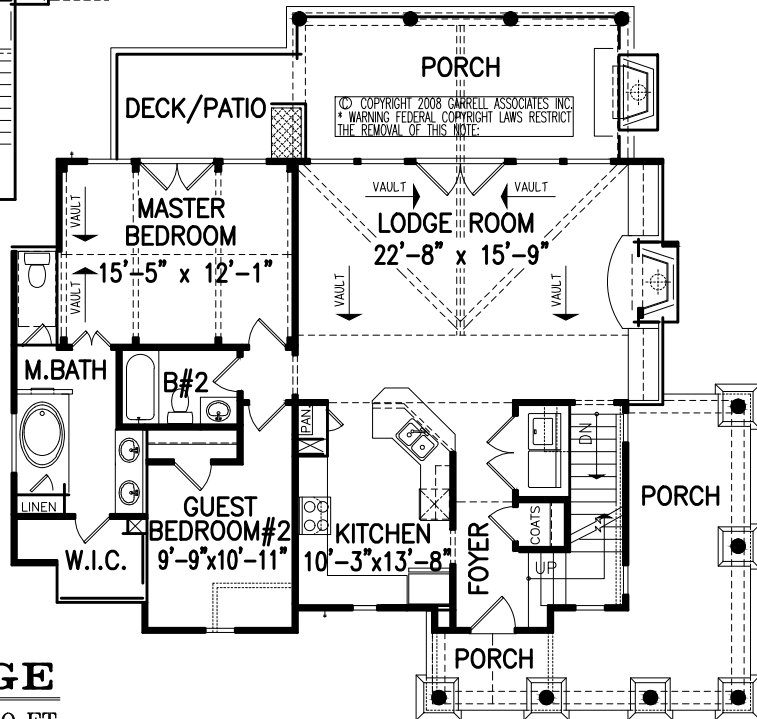 PORCH
DECK/PATIO
© COPYRIGHT 2008 GARRELL ASSOCIATES INC.
* WARNING FEDERAL COPYRIGHT LAWS RESTRICT
THE REMOVAL OF THIS NOTE:
VAULT
VAULT
VAULT
MASTER
BEDROOM
15'-5" x 12'-1"
VAULT
LODGE ROOM
22'-8" x 15'-9"
VAULT
VAULT
M.BATH
B#2
PAN.
DN
LINEN
GUEST
BEDROOM#2
9'-9"x10'-11"
KITCHEN
10'-3"x13'-8"
FOYER
COATS
UP
PORCH
W.I.C.
PORCH
GE